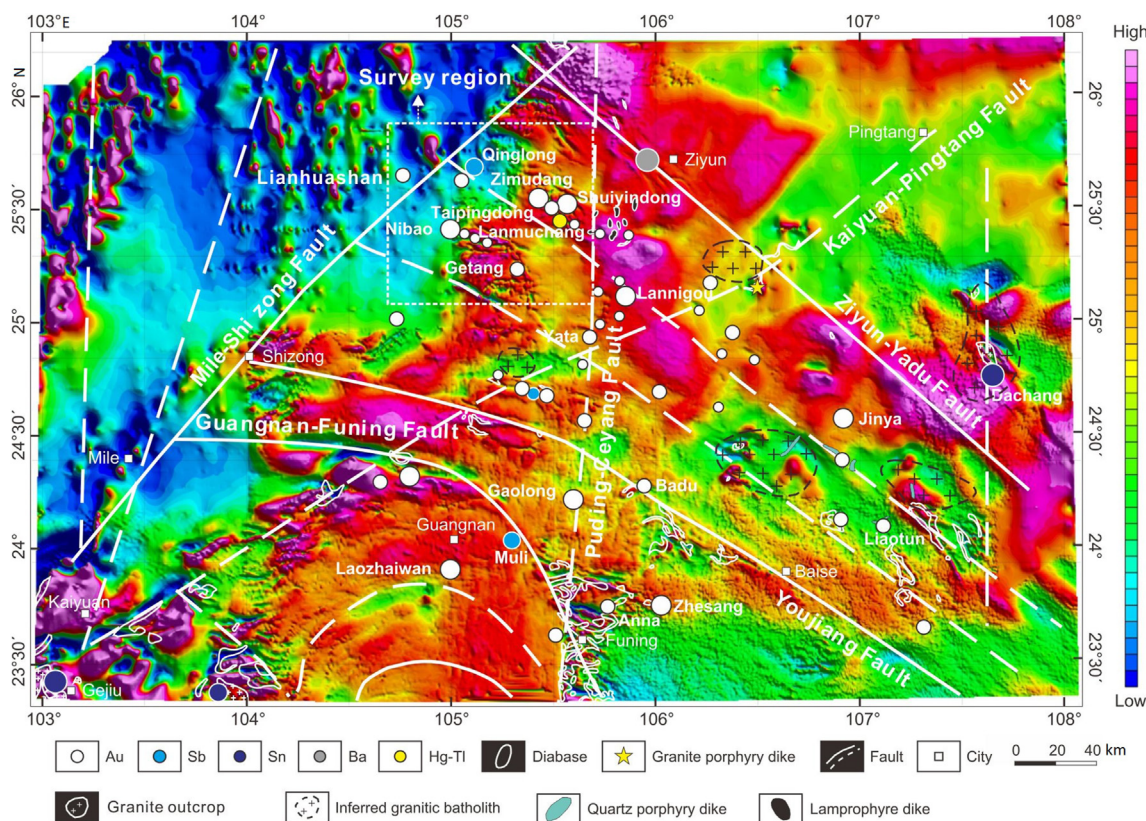 103°E
104°
105°
106°
107°
108°
High
Low
26° N
25°30′
25°
24°30′
24°
23°30′
26°
25°30′
25°
24°30′
24°
23°30′
103°
104°
105°
106°
107°
108°
Survey region
Pingtang
Qinglong
Ziyun
Lianhuashan
Zimudang
Shuiyindong
Taipingdong
Nibao
Lanmuchang
Getang
Lannigou
Kaiyuan-Pingtang Fault
Mile-Shi zong Fault
Yata
Shizong
Ziyun-Yadu Fault
Dachang
Guangnan-Funing Fault
Puding-Ceyang Fault
Jinya
Mile
Gaolong
Badu
Guangnan
Muli
Liaotun
Laozhaiwan
Baise
Kaiyuan
Anna
Zhesang
Funing
Youjiang Fault
Gejiu
Au
Sb
Sn
Ba
Hg-Tl
Diabase
Granite porphyry dike
Fault
City
0 20 40 km
Granite outcrop
Inferred granitic batholith
Quartz porphyry dike
Lamprophyre dike